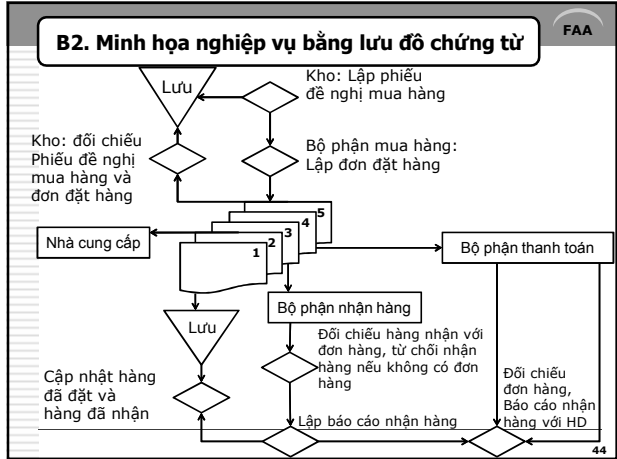 FAA
B2. Minh họa nghiệp vụ bằng lưu đồ chứng từ
Lưu
Kho: Lập phiếu
đề nghị mua hàng
Kho: đối chiếu
Phiếu đề nghị
mua hàng và
đơn đặt hàng
Bộ phận mua hàng:
Lập đơn đặt hàng
5
4
3
2
1
Nhà cung cấp
Bộ phận thanh toán
Bộ phận nhận hàng
Lưu
Đối chiếu hàng nhận với
đơn hàng, từ chối nhận
hàng nếu không có đơn
hàng
Cập nhật hàng
đã đặt và
hàng đã nhận
Đối chiếu
đơn hàng,
Báo cáo nhận
hàng với HD
Lập báo cáo nhận hàng
44